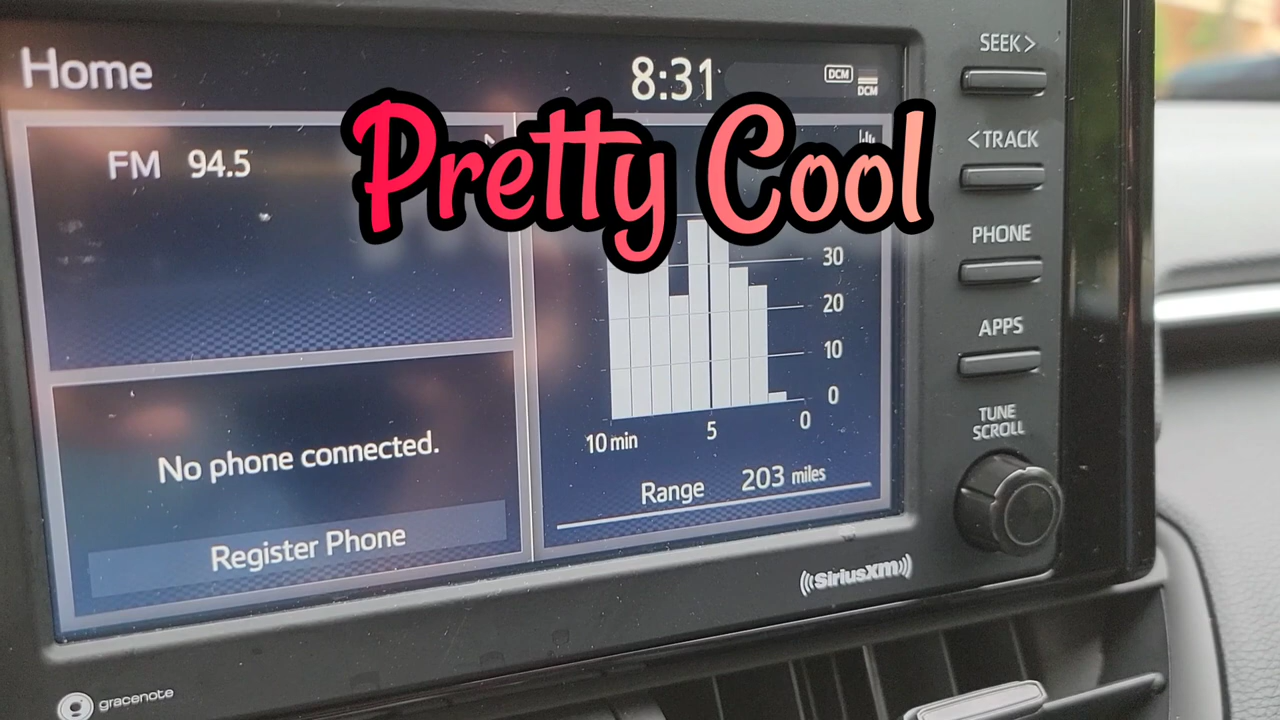 Home
8:31
DCM
DCM
Pretty Cool
FM 94.5
30
20
10
0
10 min
5
0
Range 203 miles
No phone connected.
Register Phone
SEEK >
< TRACK
PHONE
APPS
TUNE
SCROLL
((SiriusXM))
gracenote